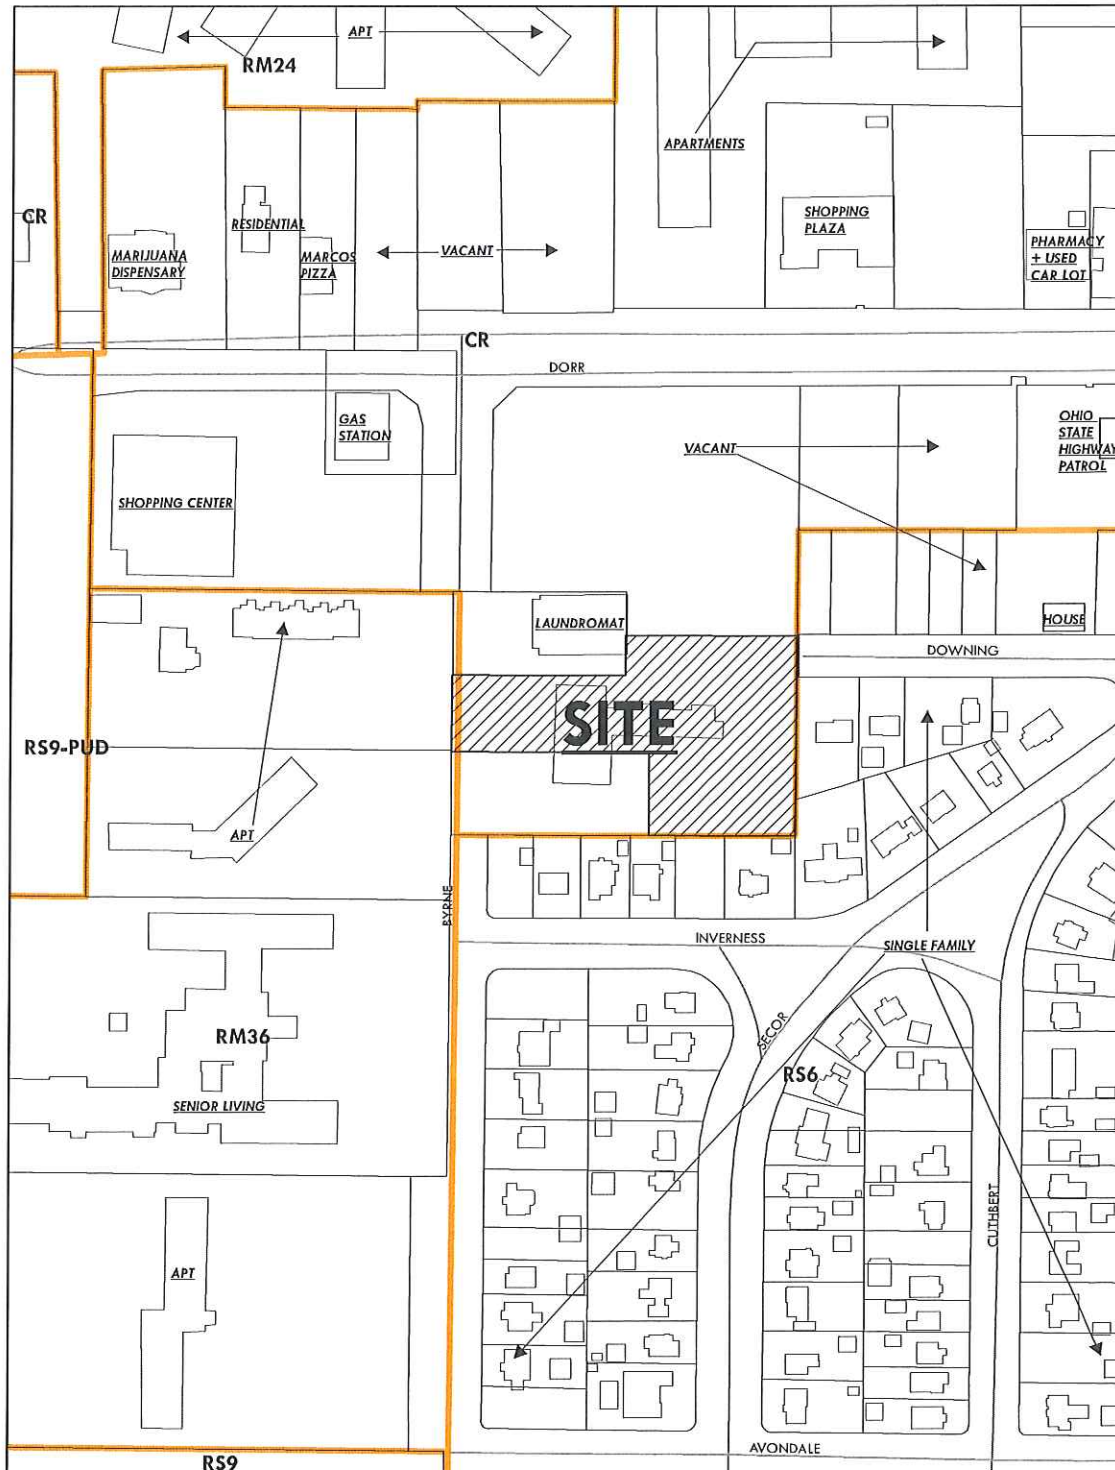 APT
RM24
APARTMENTS
CR
RESIDENTIAL
SHOPPING
PLAZA
MARIJUANA
DISPENSARY
MARCOS
PIZZA
VACANT
PHARMACY
+ USED
CAR LOT
CR
DORR
GAS
STATION
VACANT
OHIO
STATE
HIGHWAY
PATROL
SHOPPING CENTER
LAUNDROMAT
HOUSE
DOWNING
SITE
RS9-PUD
APT
BYRNE
INVERNESS
SINGLE FAMILY
SECOR
RM36
RS6
SENIOR LIVING
CUTHBERT
APT
AVONDALE
RS9